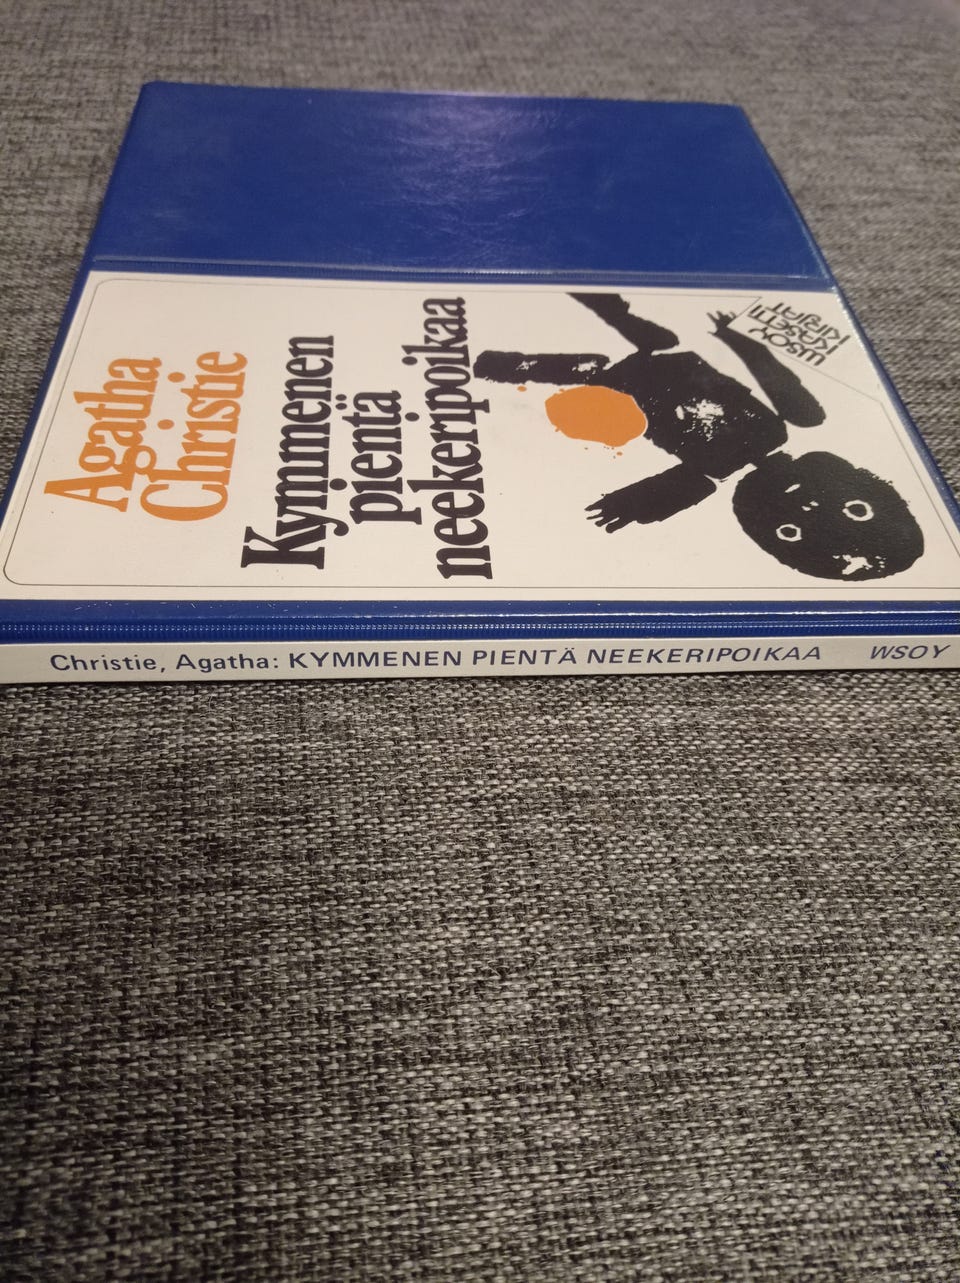 Agatha
Christie
Kymmenen
pientä
neekeripoikaa
WSOY
KASETTI
KIRJAT
Christie, Agatha: KYMMENEN PIENTÄ NEEKERIPOIKAA WSOY